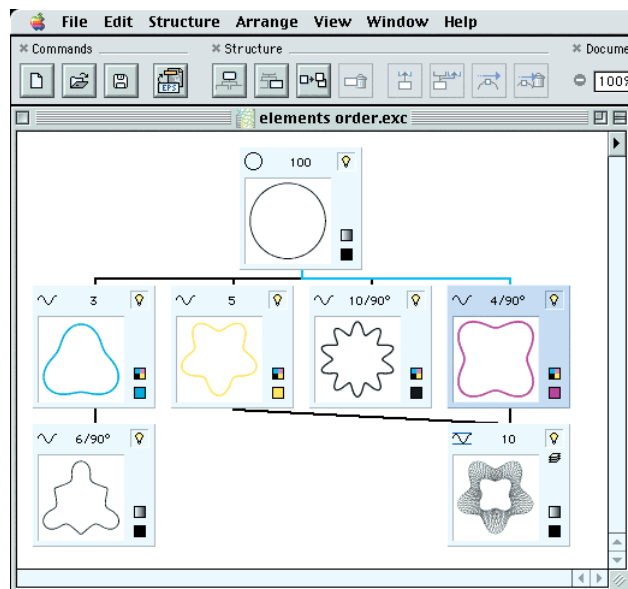 File Edit Structure Arrange View Window Help
Commands Structure Docume
EPS 100%
elements order.exc
100
3 5 10/90° 4/90°
6/90° 10